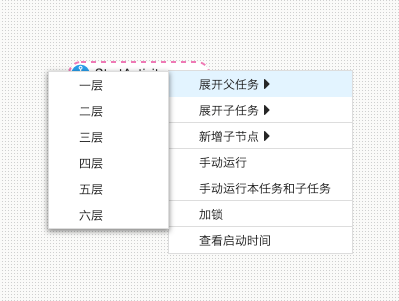 一层
二层
三层
四层
五层
六层
展开父任务
展开子任务
新增子节点
手动运行
手动运行本任务和子任务
加锁
查看启动时间